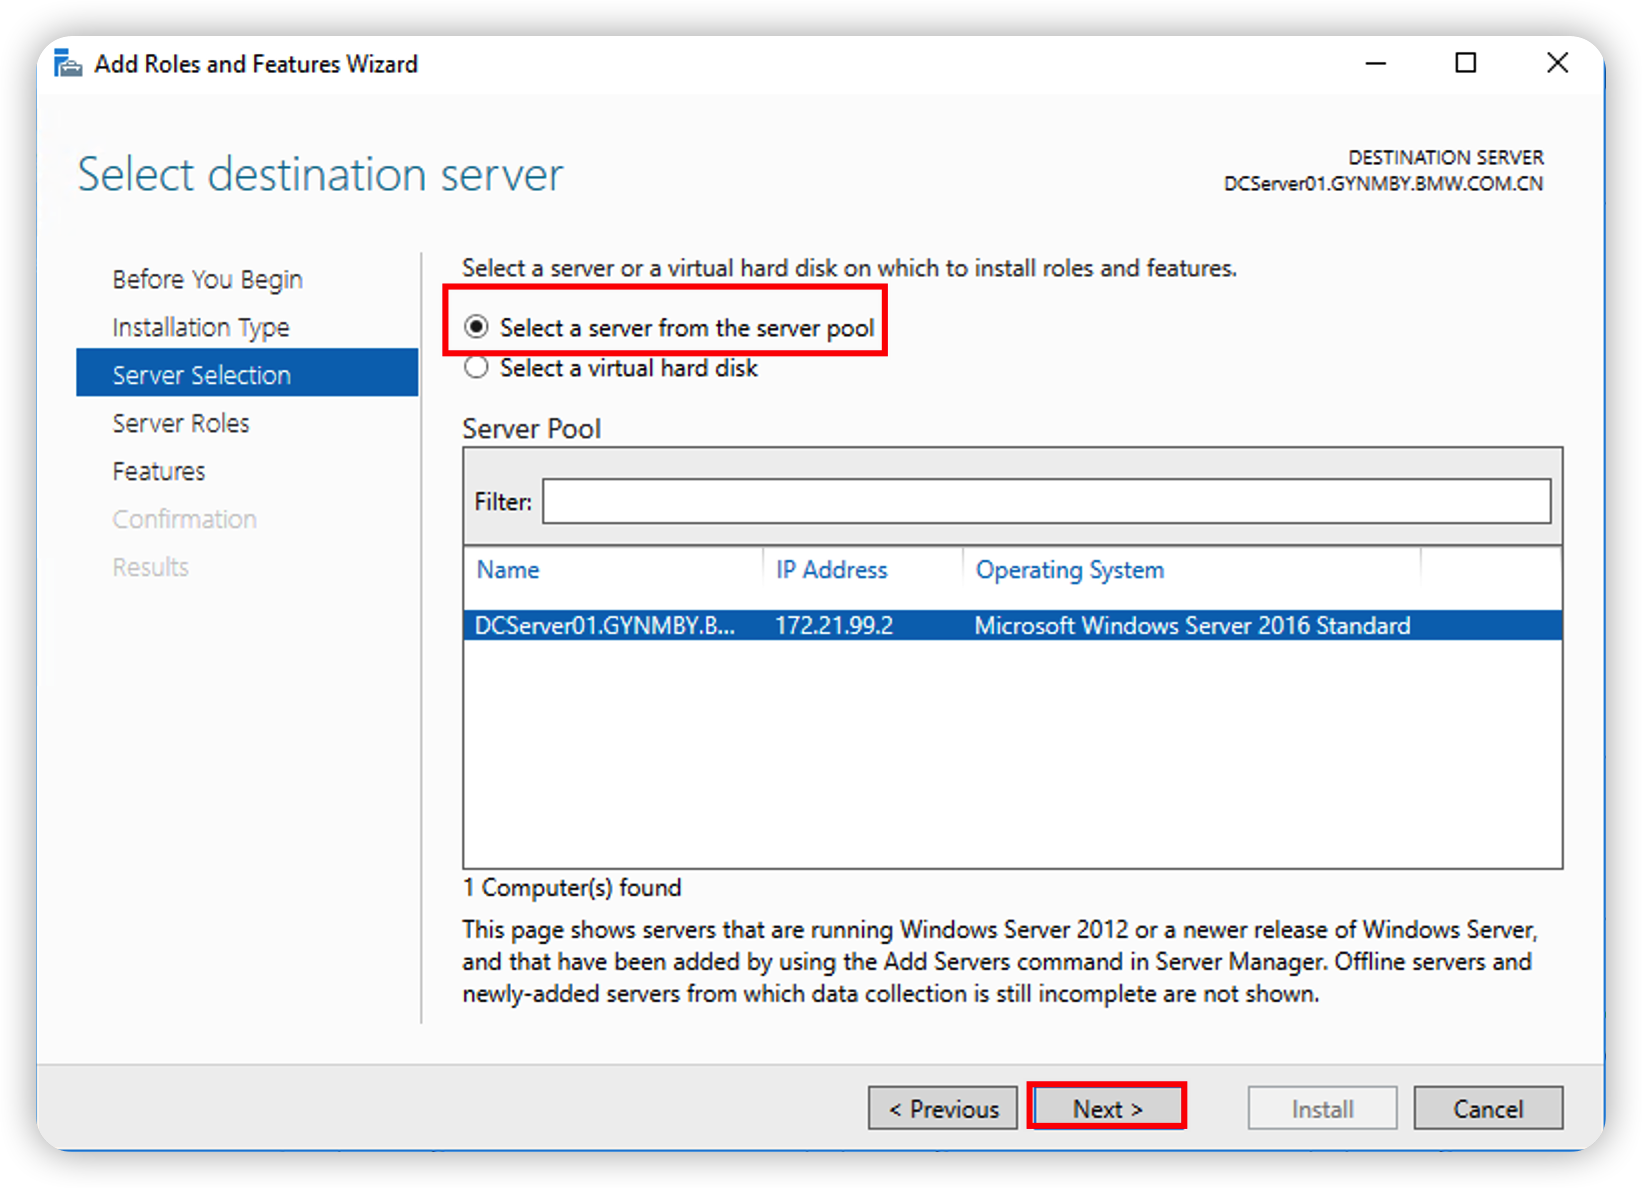 Add Roles and Features Wizard
Select destination server
DESTINATION SERVER
DCServer01.GYNMBY.BMW.COM.CN
Before You Begin
Installation Type
Server Selection
Server Roles
Features
Confirmation
Results
Select a server or a virtual hard disk on which to install roles and features.
Select a server from the server pool
Select a virtual hard disk
Server Pool
Filter:
Name IP Address Operating System
DCServer01.GYNMBY.B... 172.21.99.2 Microsoft Windows Server 2016 Standard
1 Computer(s) found
This page shows servers that are running Windows Server 2012 or a newer release of Windows Server,
and that have been added by using the Add Servers command in Server Manager. Offline servers and
newly-added servers from which data collection is still incomplete are not shown.
< Previous Next > Install Cancel